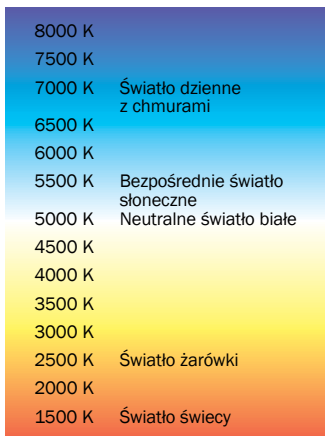 8000 K
7500 K
7000 K Światło dzienne
z chmurami
6500 K
6000 K
5500 K Bezpośrednie światło
słoneczne
5000 K Neutralne światło białe
4500 K
4000 K
3500 K
3000 K
2500 K Światło żarówki
2000 K
1500 K Światło świecy